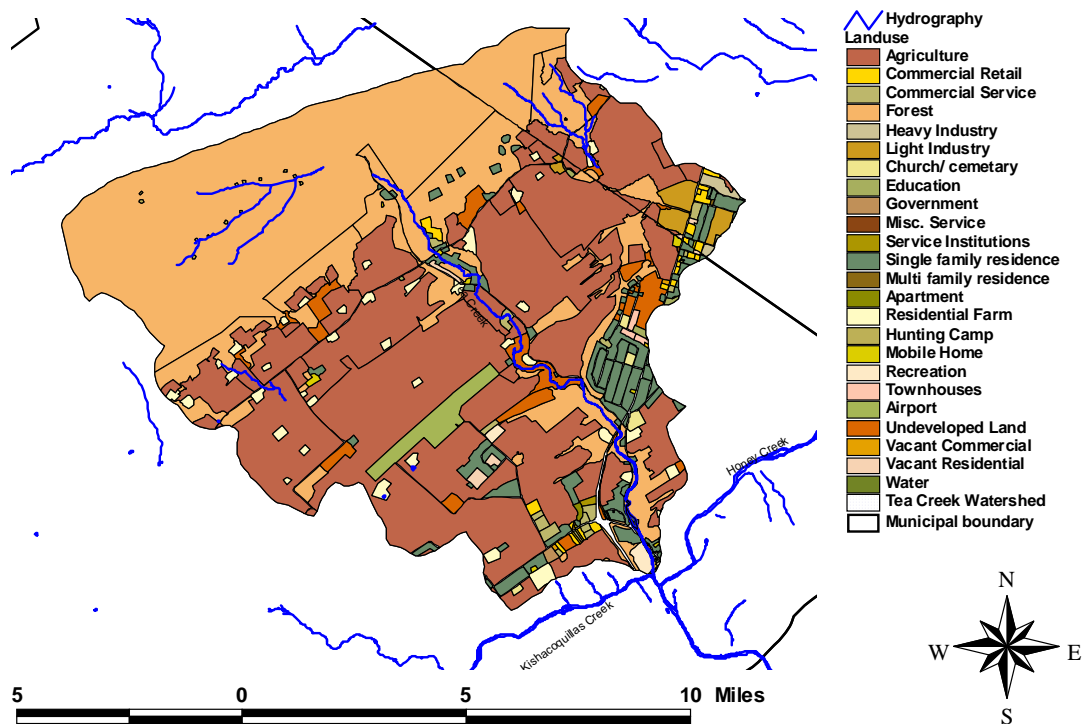 Hydrography
Landuse
Agriculture
Commercial Retail
Commercial Service
Forest
Heavy Industry
Light Industry
Church/ cemetary
Education
Government
Misc. Service
Service Institutions
Single family residence
Multi family residence
Apartment
Residential Farm
Hunting Camp
Mobile Home
Recreation
Townhouses
Airport
Undeveloped Land
Vacant Commercial
Vacant Residential
Water
Tea Creek Watershed
Municipal boundary
Creek
Honey Creek
Kishacoquillas Creek
N
W E
S
5 0 5 10 Miles